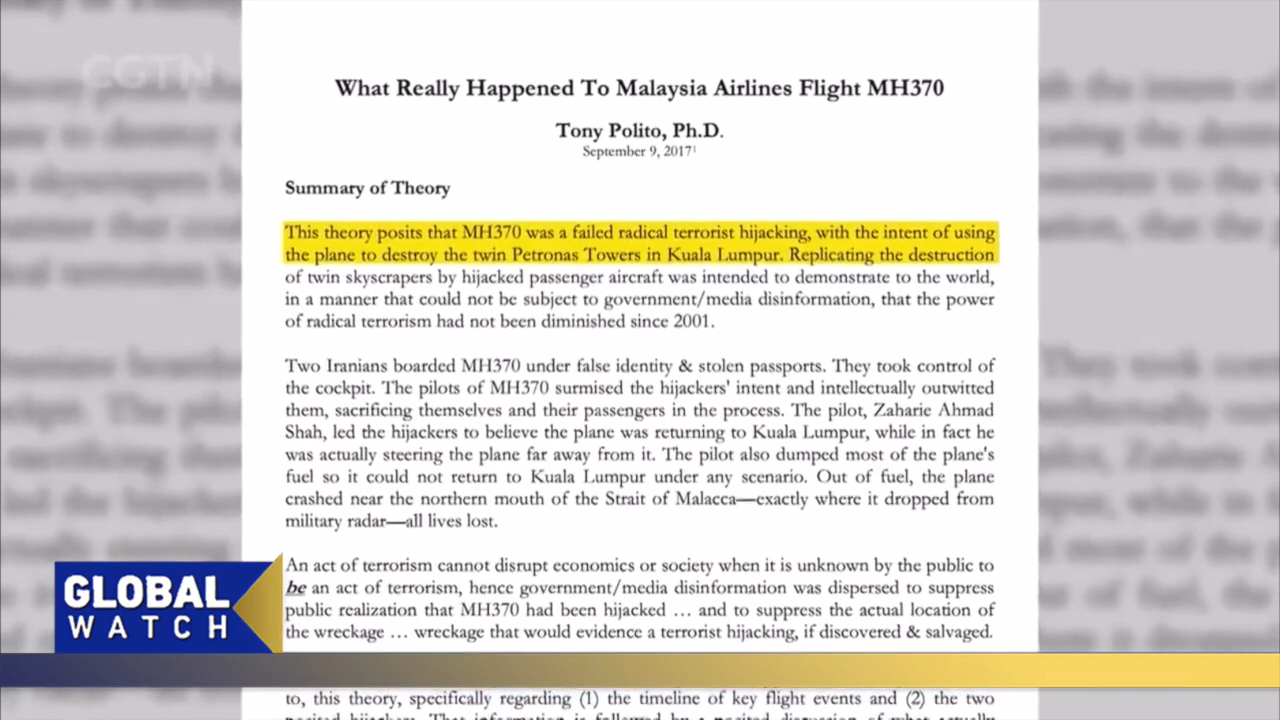 CGTN
What Really Happened To Malaysia Airlines Flight MH370
Tony Polito, Ph.D.
September 9, 2017¹
Summary of Theory
This theory posits that MH370 was a failed radical terrorist hijacking, with the intent of using
the plane to destroy the twin Petronas Towers in Kuala Lumpur. Replicating the destruction
of twin skyscrapers by hijacked passenger aircraft was intended to demonstrate to the world,
in a manner that could not be subject to government/media disinformation, that the power
of radical terrorism had not been diminished since 2001.
Two Iranians boarded MH370 under false identity & stolen passports. They took control of
the cockpit. The pilots of MH370 surmised the hijackers' intent and intellectually outwitted
them, sacrificing themselves and their passengers in the process. The pilot, Zaharie Ahmad
Shah, led the hijackers to believe the plane was returning to Kuala Lumpur, while in fact he
was actually steering the plane far away from it. The pilot also dumped most of the plane's
fuel so it could not return to Kuala Lumpur under any scenario. Out of fuel, the plane
crashed near the northern mouth of the Strait of Malacca—exactly where it dropped from
military radar—all lives lost.
An act of terrorism cannot disrupt economics or society when it is unknown by the public to
be an act of terrorism, hence government/media disinformation was dispersed to suppress
public realization that MH370 had been hijacked … and to suppress the actual location of
the wreckage … wreckage that would evidence a terrorist hijacking, if discovered & salvaged.
GLOBAL
WATCH
to, this theory, specifically regarding (1) the timeline of key flight events and (2) the two